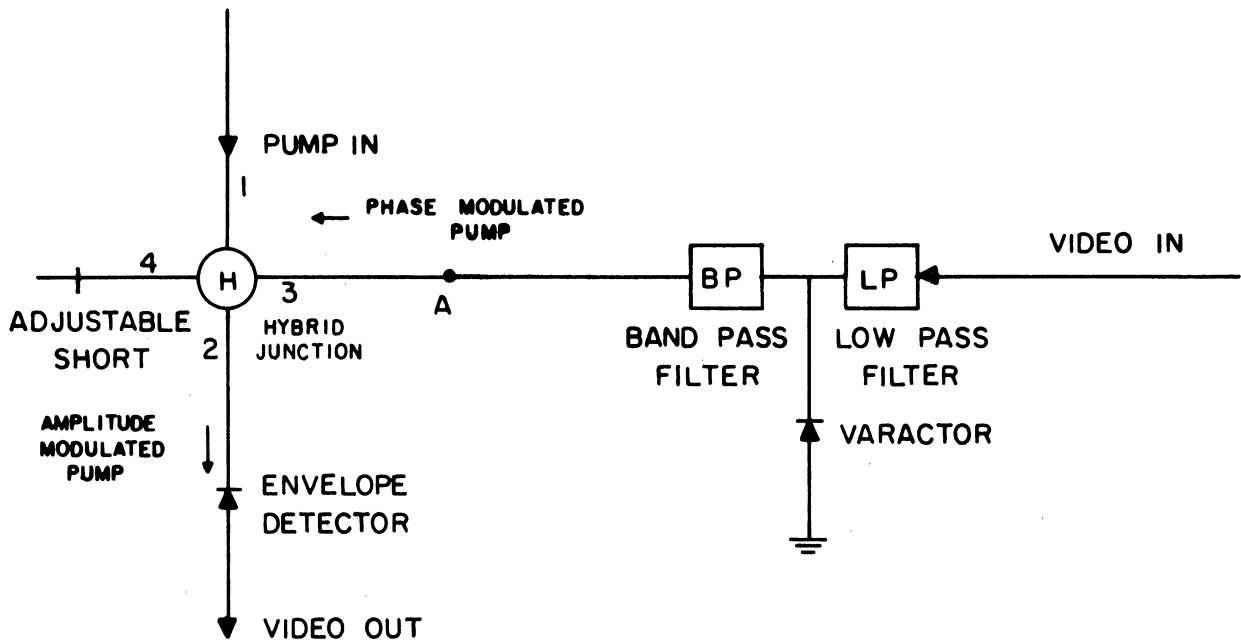 PUMP IN
1
PHASE MODULATED
PUMP
VIDEO IN
4
H
3
A
BP
LP
ADJUSTABLE
SHORT
2
HYBRID
JUNCTION
BAND PASS
FILTER
LOW PASS
FILTER
AMPLITUDE
MODULATED
PUMP
VARACTOR
ENVELOPE
DETECTOR
VIDEO OUT